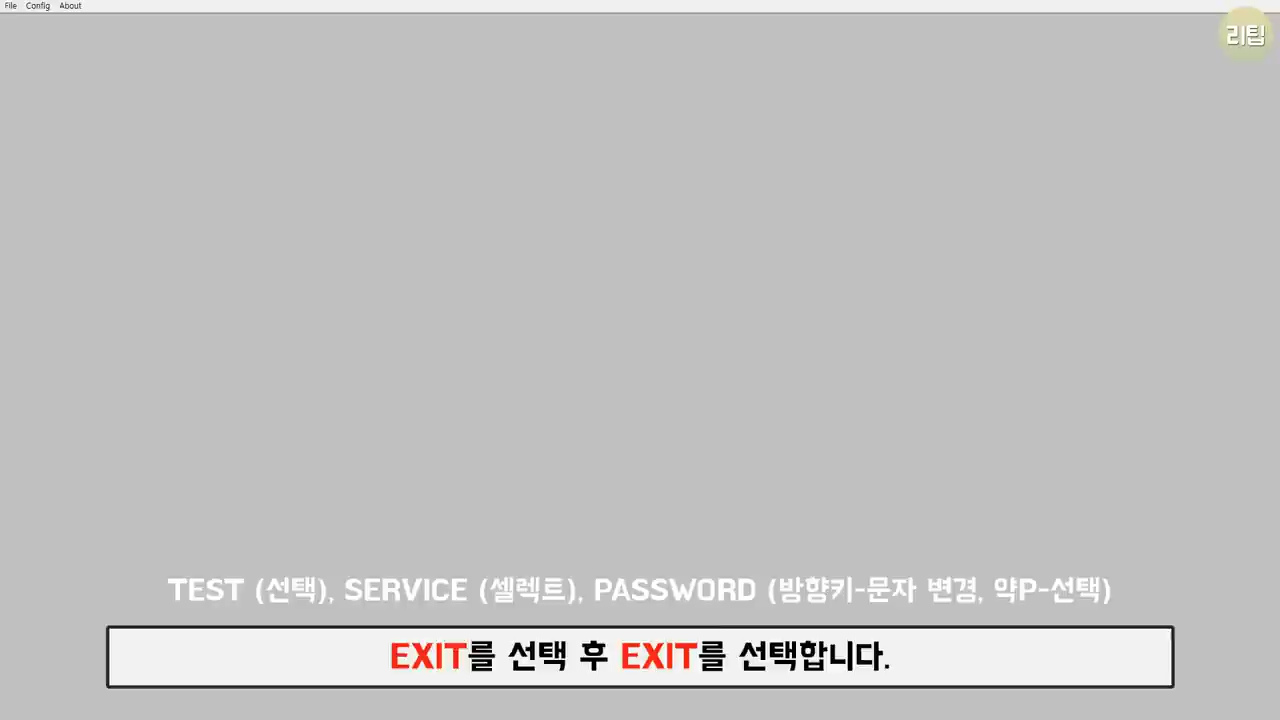 File Config About
리팁
TEST (선택), SERVICE (셀렉트), PASSWORD (방향키-문자 변경, 약P-선택)
EXIT를 선택 후 EXIT를 선택합니다.